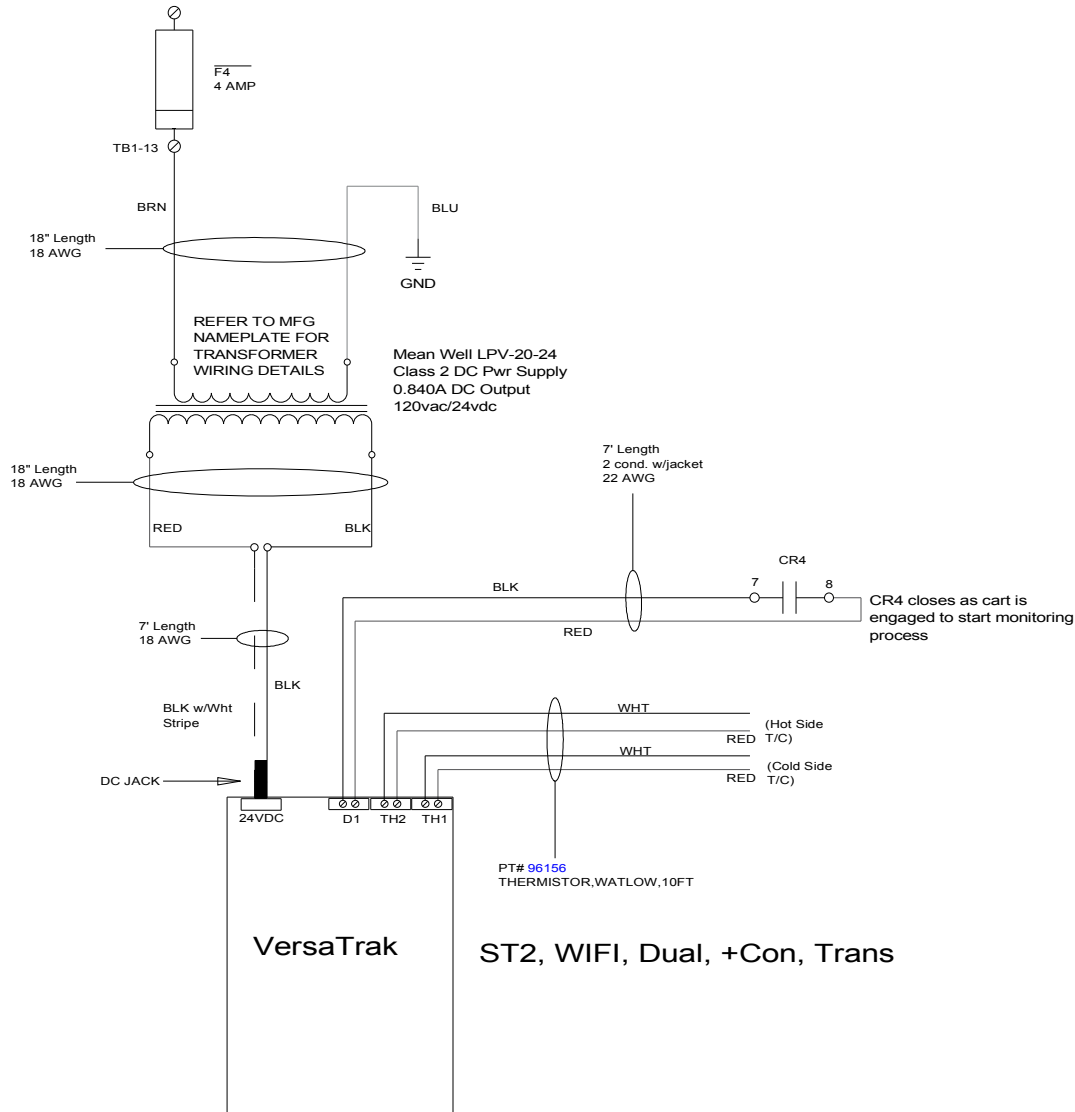 F4
4 AMP
TB1-13
BRN
BLU
18" Length
18 AWG
GND
REFER TO MFG
NAMEPLATE FOR
TRANSFORMER
WIRING DETAILS
Mean Well LPV-20-24
Class 2 DC Pwr Supply
0.840A DC Output
120vac/24vdc
18" Length
18 AWG
RED
BLK
7' Length
2 cond. w/jacket
22 AWG
CR4
BLK
7
8
RED
CR4 closes as cart is
engaged to start monitoring
process
7' Length
18 AWG
BLK
BLK w/Wht
Stripe
WHT
RED
(Hot Side
T/C)
WHT
RED
(Cold Side
T/C)
DC JACK
24VDC
D1
TH2
TH1
PT# 96156
THERMISTOR,WATLOW,10FT
VersaTrak
ST2, WIFI, Dual, +Con, Trans